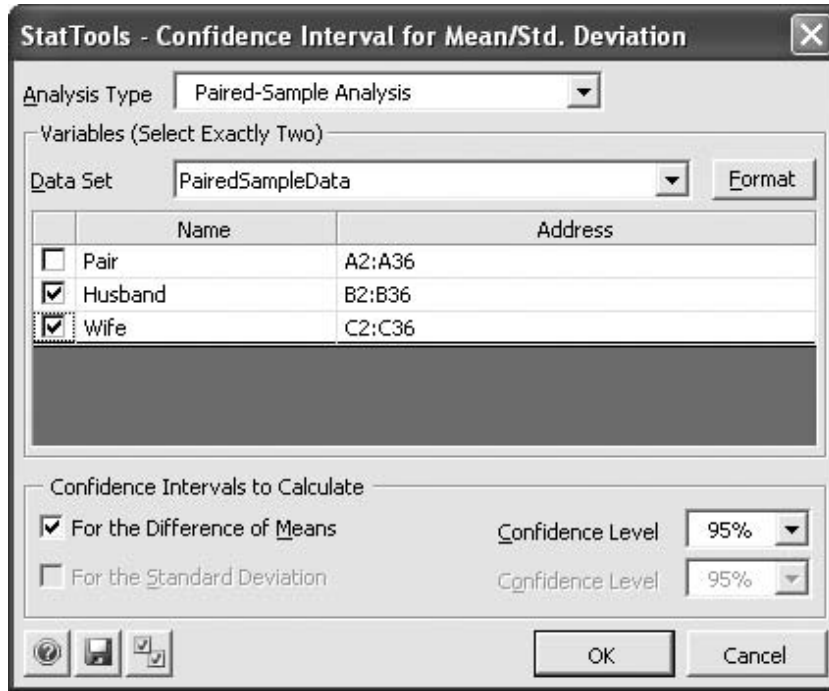 StatTools - Confidence Interval for Mean/Std. Deviation
Analysis Type Paired-Sample Analysis
Variables (Select Exactly Two)
Data Set PairedSampleData Format
Name Address
Pair A2:A36
Husband B2:B36
Wife C2:C36
Confidence Intervals to Calculate
For the Difference of Means Confidence Level 95%
For the Standard Deviation Confidence Level 95%
OK Cancel